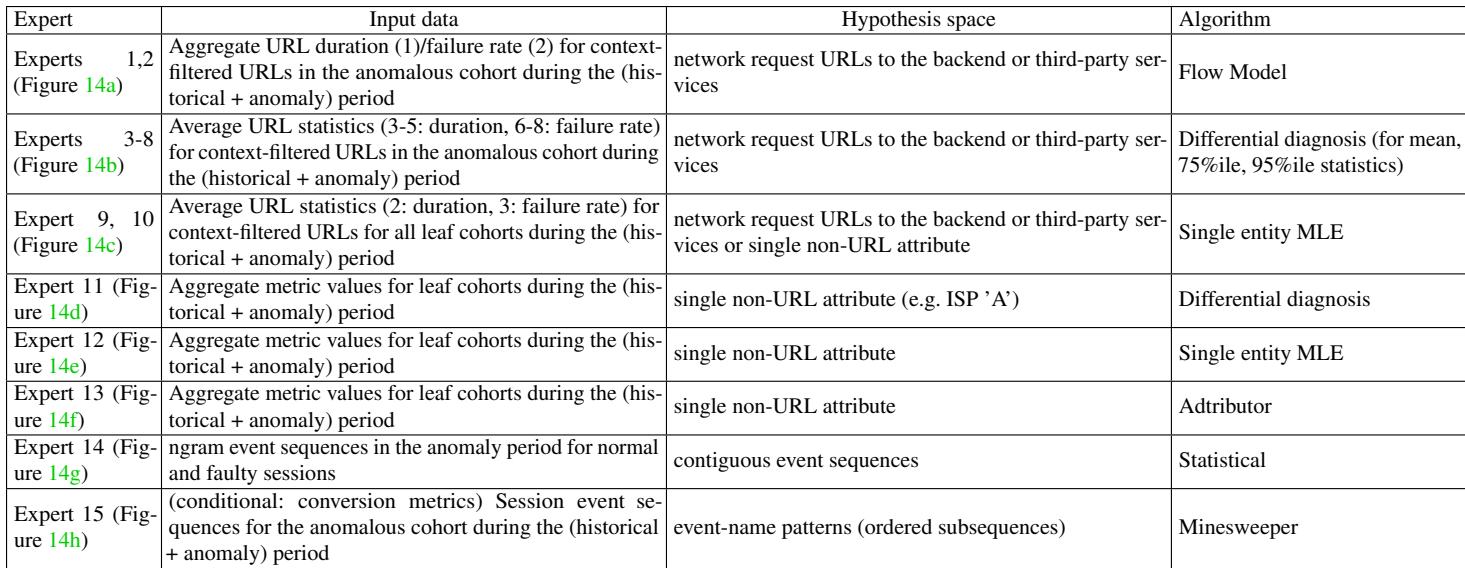 Expert Input data Hypothesis space Algorithm
Experts 1,2 (Figure 14a)
Aggregate URL duration (1)/failure rate (2) for context-
filtered URLs in the anomalous cohort during the (his-
torical + anomaly) period
network request URLs to the backend or third-party ser-
vices
Flow Model
Experts 3-8
(Figure 14b)
Average URL statistics (3-5: duration, 6-8: failure rate)
for context-filtered URLs in the anomalous cohort during
the (historical + anomaly) period
network request URLs to the backend or third-party ser-
vices
Differential diagnosis (for mean,
75%ile, 95%ile statistics)
Expert 9, 10
(Figure 14c)
Average URL statistics (2: duration, 3: failure rate) for
context-filtered URLs for all leaf cohorts during the (his-
torical + anomaly) period
network request URLs to the backend or third-party ser-
vices or single non-URL attribute
Single entity MLE
Expert 11 (Fig-
ure 14d)
Aggregate metric values for leaf cohorts during the (his-
torical + anomaly) period
single non-URL attribute (e.g. ISP 'A')
Differential diagnosis
Expert 12 (Fig-
ure 14e)
Aggregate metric values for leaf cohorts during the (his-
torical + anomaly) period
single non-URL attribute
Single entity MLE
Expert 13 (Fig-
ure 14f)
Aggregate metric values for leaf cohorts during the (his-
torical + anomaly) period
single non-URL attribute
Adtributor
Expert 14 (Fig-
ure 14g)
ngram event sequences in the anomaly period for normal
and faulty sessions
contiguous event sequences
Statistical
Expert 15 (Fig-
ure 14h)
(conditional: conversion metrics) Session event se-
quences for the anomalous cohort during the (historical
+ anomaly) period
event-name patterns (ordered subsequences)
Minesweeper